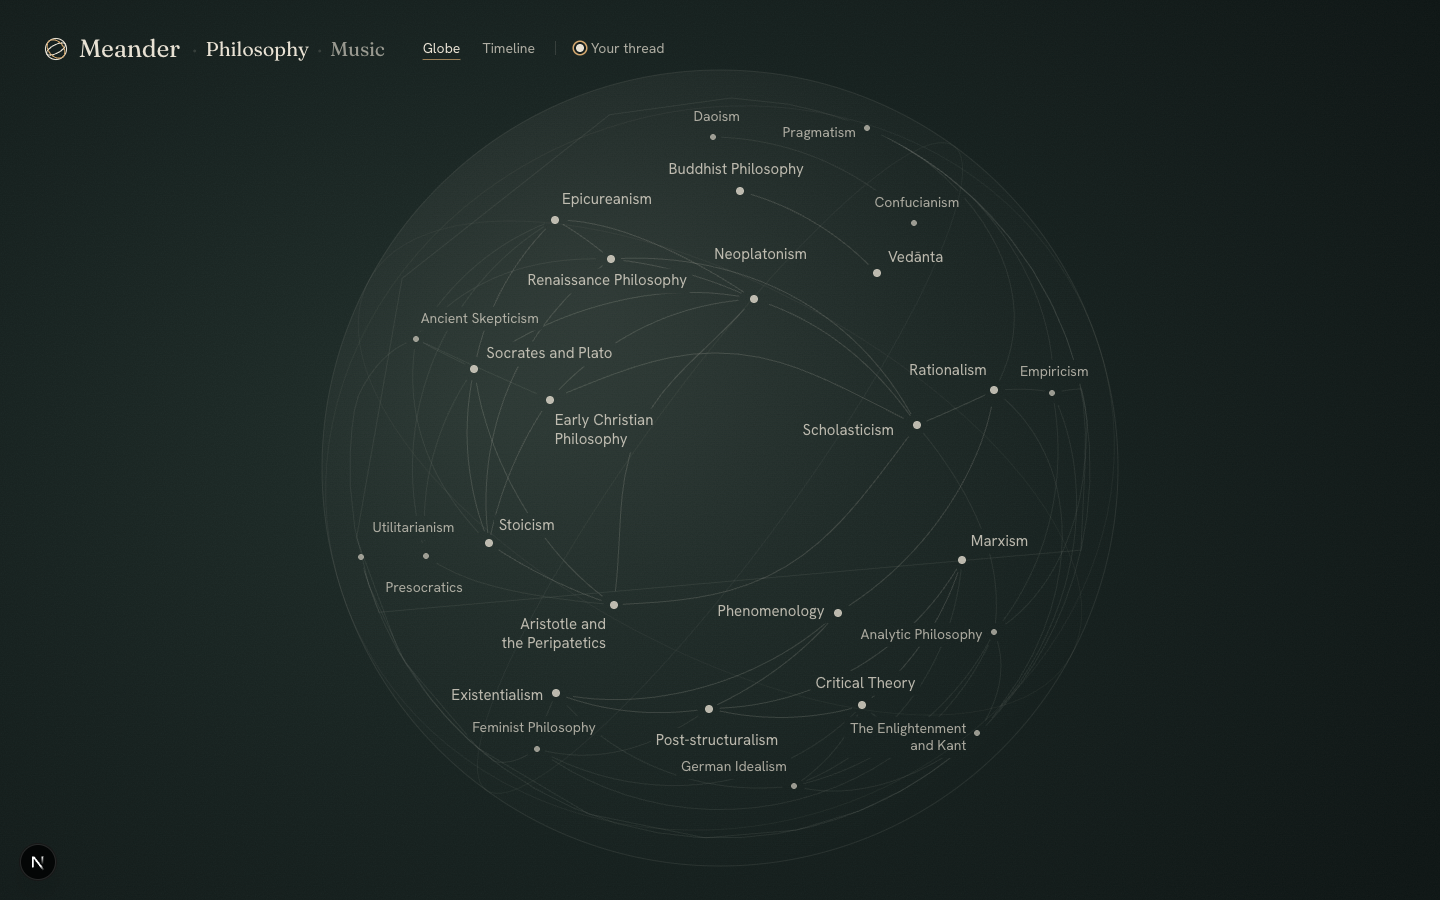 Meander · Philosophy · Music
Globe
Timeline
Your thread
Daoism
Pragmatism
Buddhist Philosophy
Epicureanism
Confucianism
Neoplatonism
Vedānta
Renaissance Philosophy
Ancient Skepticism
Socrates and Plato
Rationalism
Empiricism
Early Christian
Philosophy
Scholasticism
Utilitarianism
Stoicism
Marxism
Presocratics
Phenomenology
Aristotle and
the Peripatetics
Analytic Philosophy
Critical Theory
Existentialism
Feminist Philosophy
The Enlightenment
and Kant
Post-structuralism
German Idealism
N